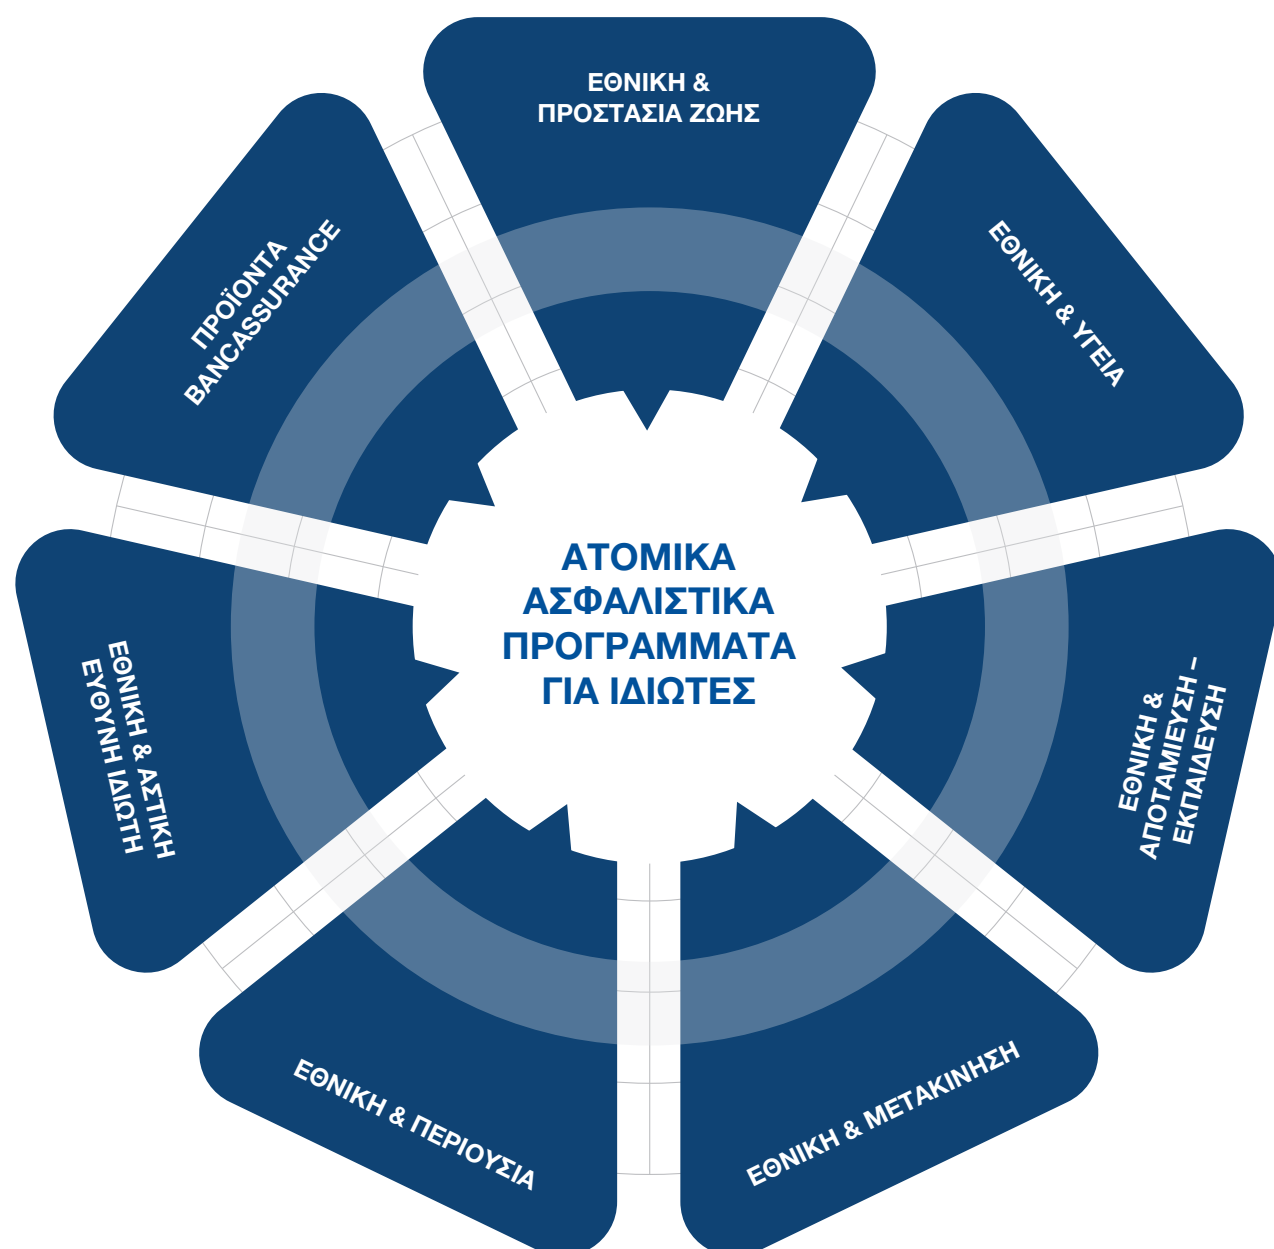 ΕΘΝΙΚΗ &
ΠΡΟΣΤΑΣΙΑ ΖΩΗΣ
ΕΘΝΙΚΗ & ΥΓΕΙΑ
ΕΘΝΙΚΗ &
ΑΠΟΤΑΜΙΕΥΣΗ –
ΕΚΠΑΙΔΕΥΣΗ
ΕΘΝΙΚΗ & ΜΕΤΑΚΙΝΗΣΗ
ΕΘΝΙΚΗ & ΠΕΡΙΟΥΣΙΑ
ΕΘΝΙΚΗ & ΑΣΤΙΚΗ
ΕΥΘΥΝΗ ΙΔΙΩΤΗ
ΠΡΟΪΟΝΤΑ
BANCASSURANCE
ΑΤΟΜΙΚΑ
ΑΣΦΑΛΙΣΤΙΚΑ
ΠΡΟΓΡΑΜΜΑΤΑ
ΓΙΑ ΙΔΙΩΤΕΣ